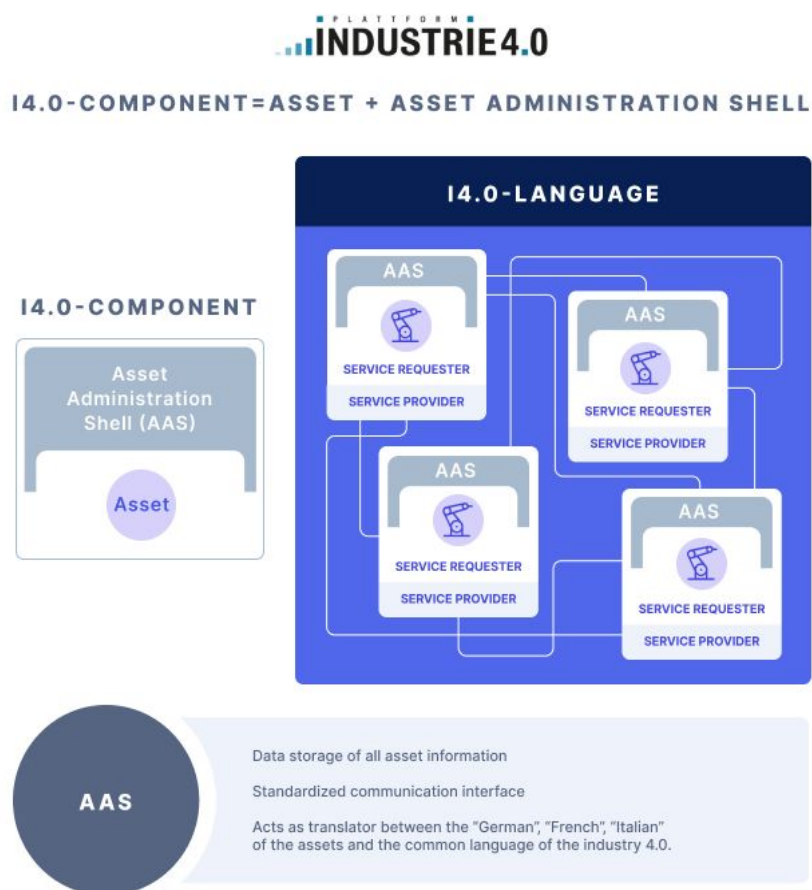 PLATTFORM
INDUSTRIE4.0
I4.0-COMPONENT=ASSET + ASSET ADMINISTRATION SHELL
I4.0-LANGUAGE
I4.0-COMPONENT
Asset
Administration
Shell (AAS)
Asset
AAS
SERVICE REQUESTER
SERVICE PROVIDER
AAS
SERVICE REQUESTER
SERVICE PROVIDER
AAS
SERVICE REQUESTER
SERVICE PROVIDER
AAS
SERVICE REQUESTER
SERVICE PROVIDER
AAS
Data storage of all asset information
Standardized communication interface
Acts as translator between the "German", "French", "Italian"
of the assets and the common language of the industry 4.0.